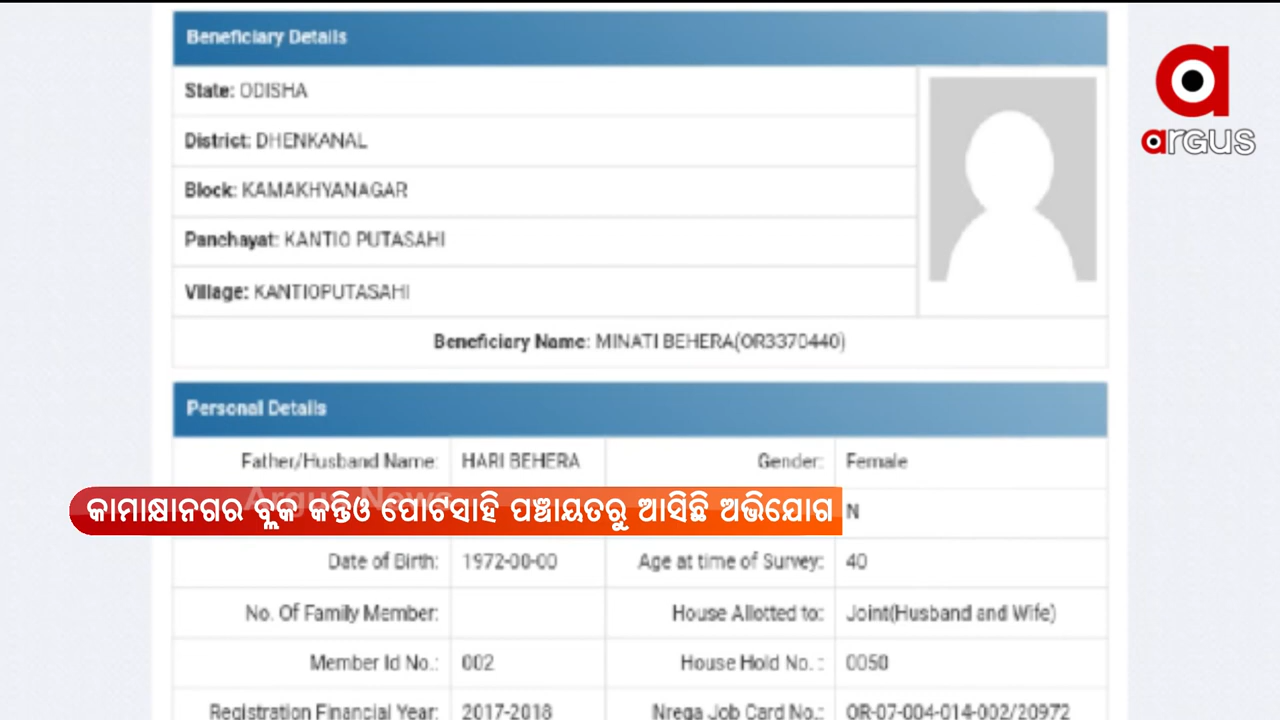 Beneficiary Details
State: ODISHA
District: DHENKANAL
Block: KAMAKHYANAGAR
Panchayat: KANTIO PUTASAHI
Village: KANTIOPUTASAHI
Beneficiary Name: MINATI BEHERA(OR3370440)
argus
Personal Details
Father/Husband Name: HARI BEHERA Gender: Female
Argus News
କାମାକ୍ଷାନଗର ବ୍ଲକ କନ୍ତିଓ ପୋଟସାହି ପଞ୍ଚାୟତରୁ ଆସିଛି ଅଭିଯୋଗ N
Date of Birth: 1972-00-00 Age at time of Survey: 40
No. Of Family Member: House Allotted to: Joint(Husband and Wife)
Member Id No.: 002 House Hold No. : 0050
Registration Financial Year: 2017-2018 Nrega Job Card No.: OR-07-004-014-002/20972